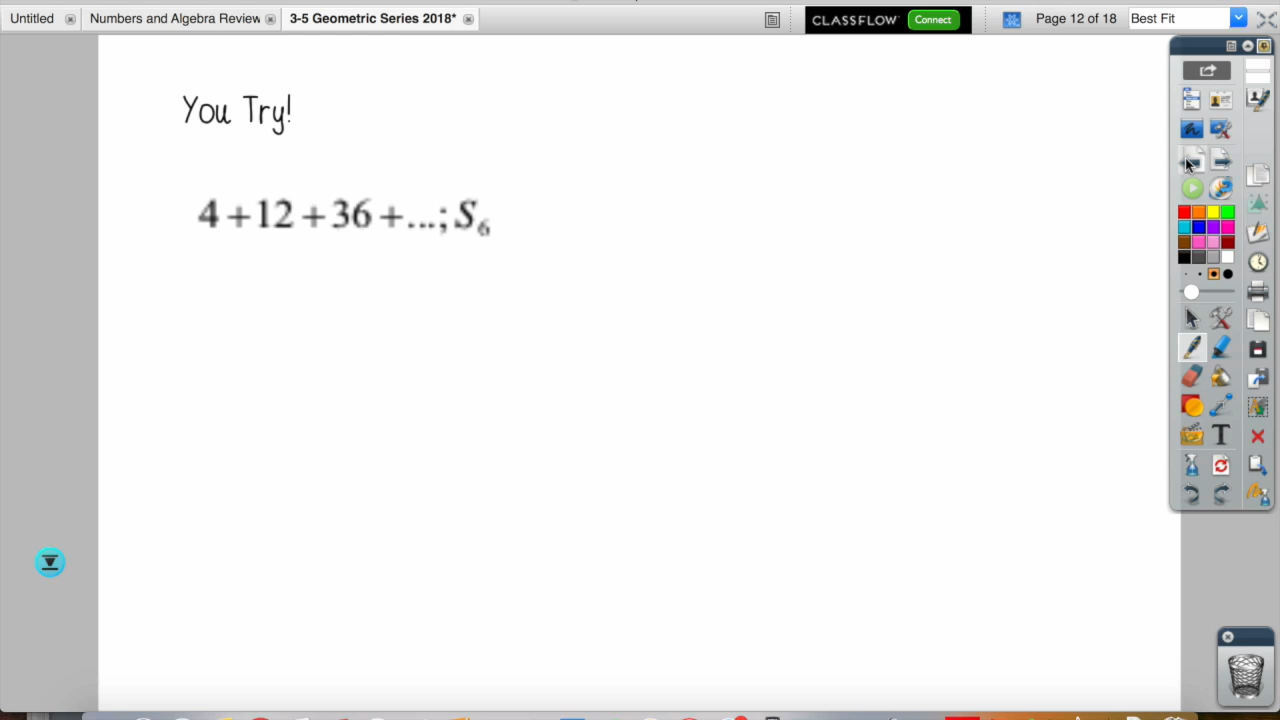 Untitled
Numbers and Algebra Review
3-5 Geometric Series 2018*
CLASSFLOW Connect
Page 12 of 18
Best Fit
You Try!
4 + 12 + 36 + ...; S₆
T